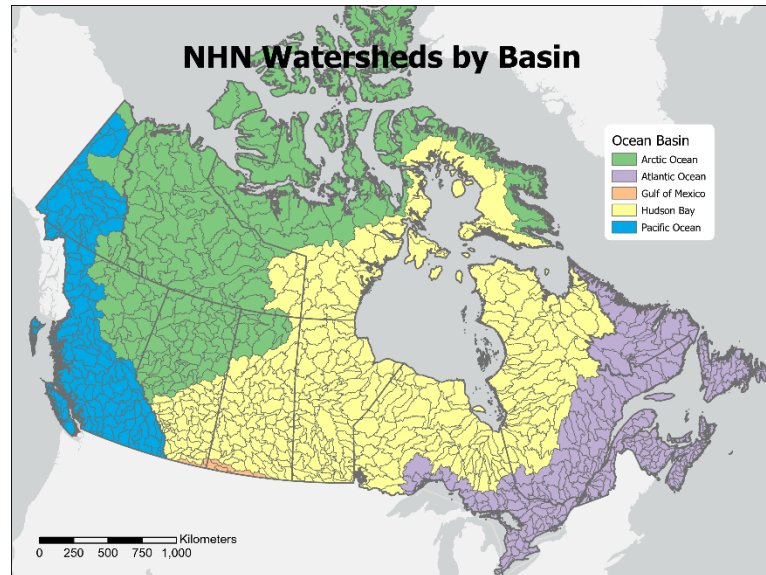 NHN Watersheds by Basin
Ocean Basin
Arctic Ocean
Atlantic Ocean
Gulf of Mexico
Hudson Bay
Pacific Ocean
Kilometers
0 250 500 750 1,000